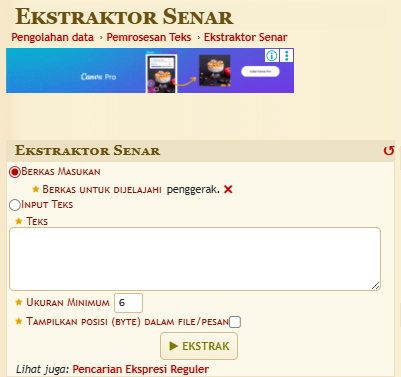 Ekstraktor Senar
Pengolahan data › Pemrosesan Teks › Ekstraktor Senar
Canva Pro
Ekstraktor Senar
Berkas Masukan
Berkas untuk dijelajahi penggerak.
Input Teks
Teks
Ukuran Minimum 6
Tampilkan posisi (byte) dalam file/pesan
EKSTRAK
Lihat juga: Pencarian Ekspresi Reguler